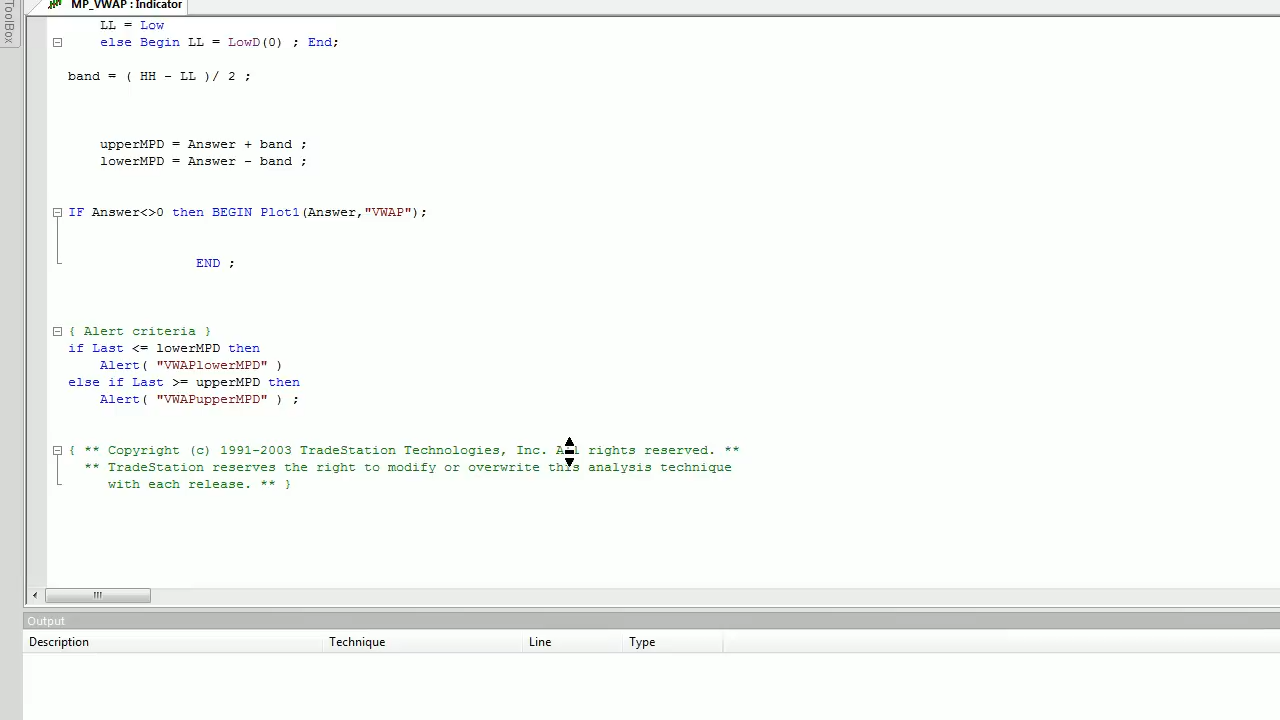 MP_VWAP : Indicator
ToolBox
LL = Low
else Begin LL = LowD(0) ; End;
band = ( HH - LL )/ 2 ;
upperMPD = Answer + band ;
lowerMPD = Answer - band ;
IF Answer<>0 then BEGIN Plot1(Answer,"VWAP");
END ;
{ Alert criteria }
if Last <= lowerMPD then
Alert( "VWAPlowerMPD" )
else if Last >= upperMPD then
Alert( "VWAPupperMPD" ) ;
{ ** Copyright (c) 1991-2003 TradeStation Technologies, Inc. All rights reserved. **
** TradeStation reserves the right to modify or overwrite this analysis technique
with each release. ** }
Output
Description Technique Line Type